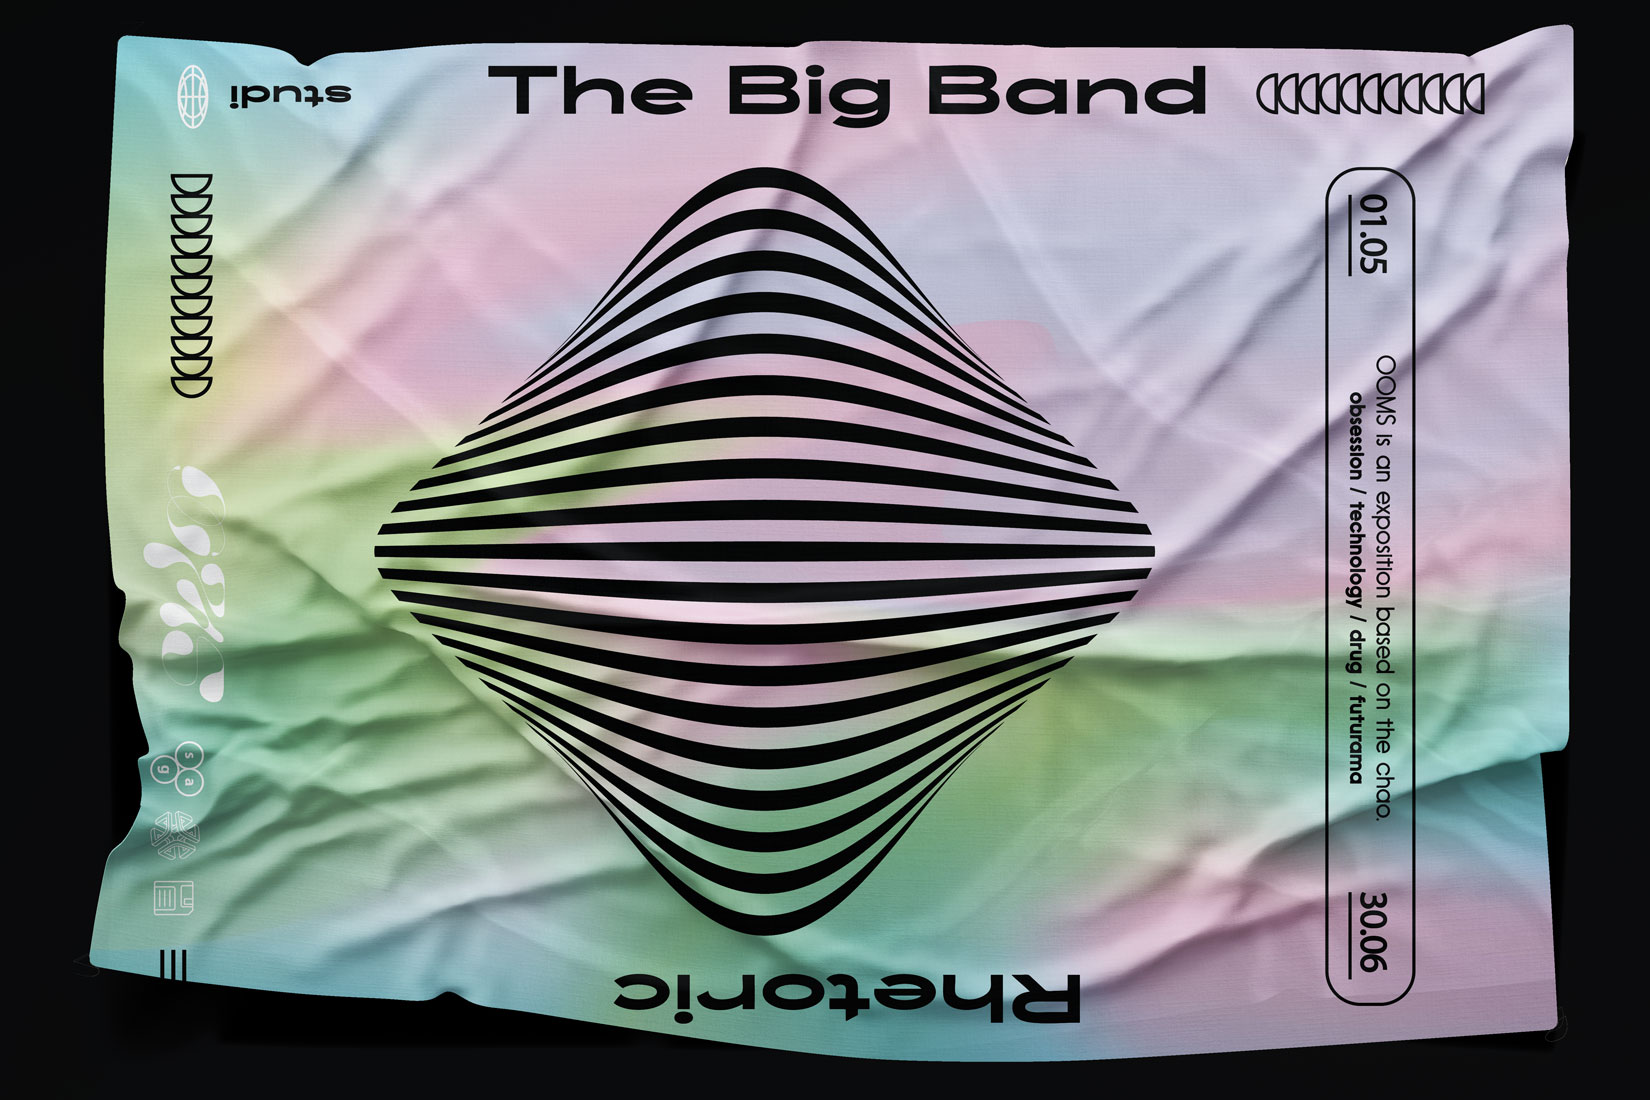 studi
The Big Band
01.05
OOMS is an exposition based on the chao.
obsession / technology / drug / futurama
30.06
s
a
g
Rhetoric